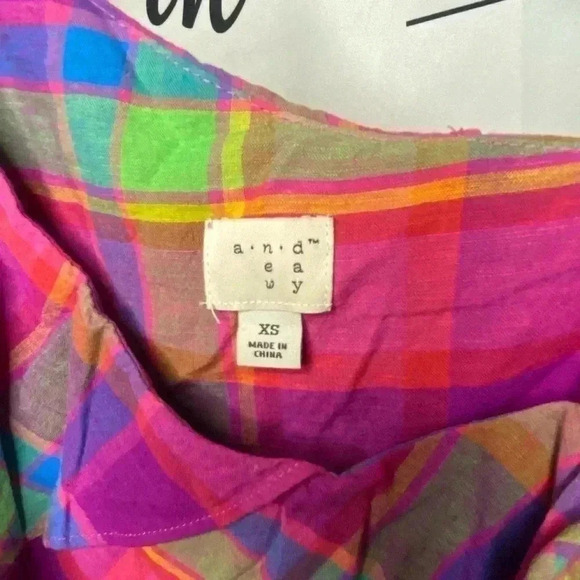 a · n · d™
e a
w y
XS
MADE IN
CHINA